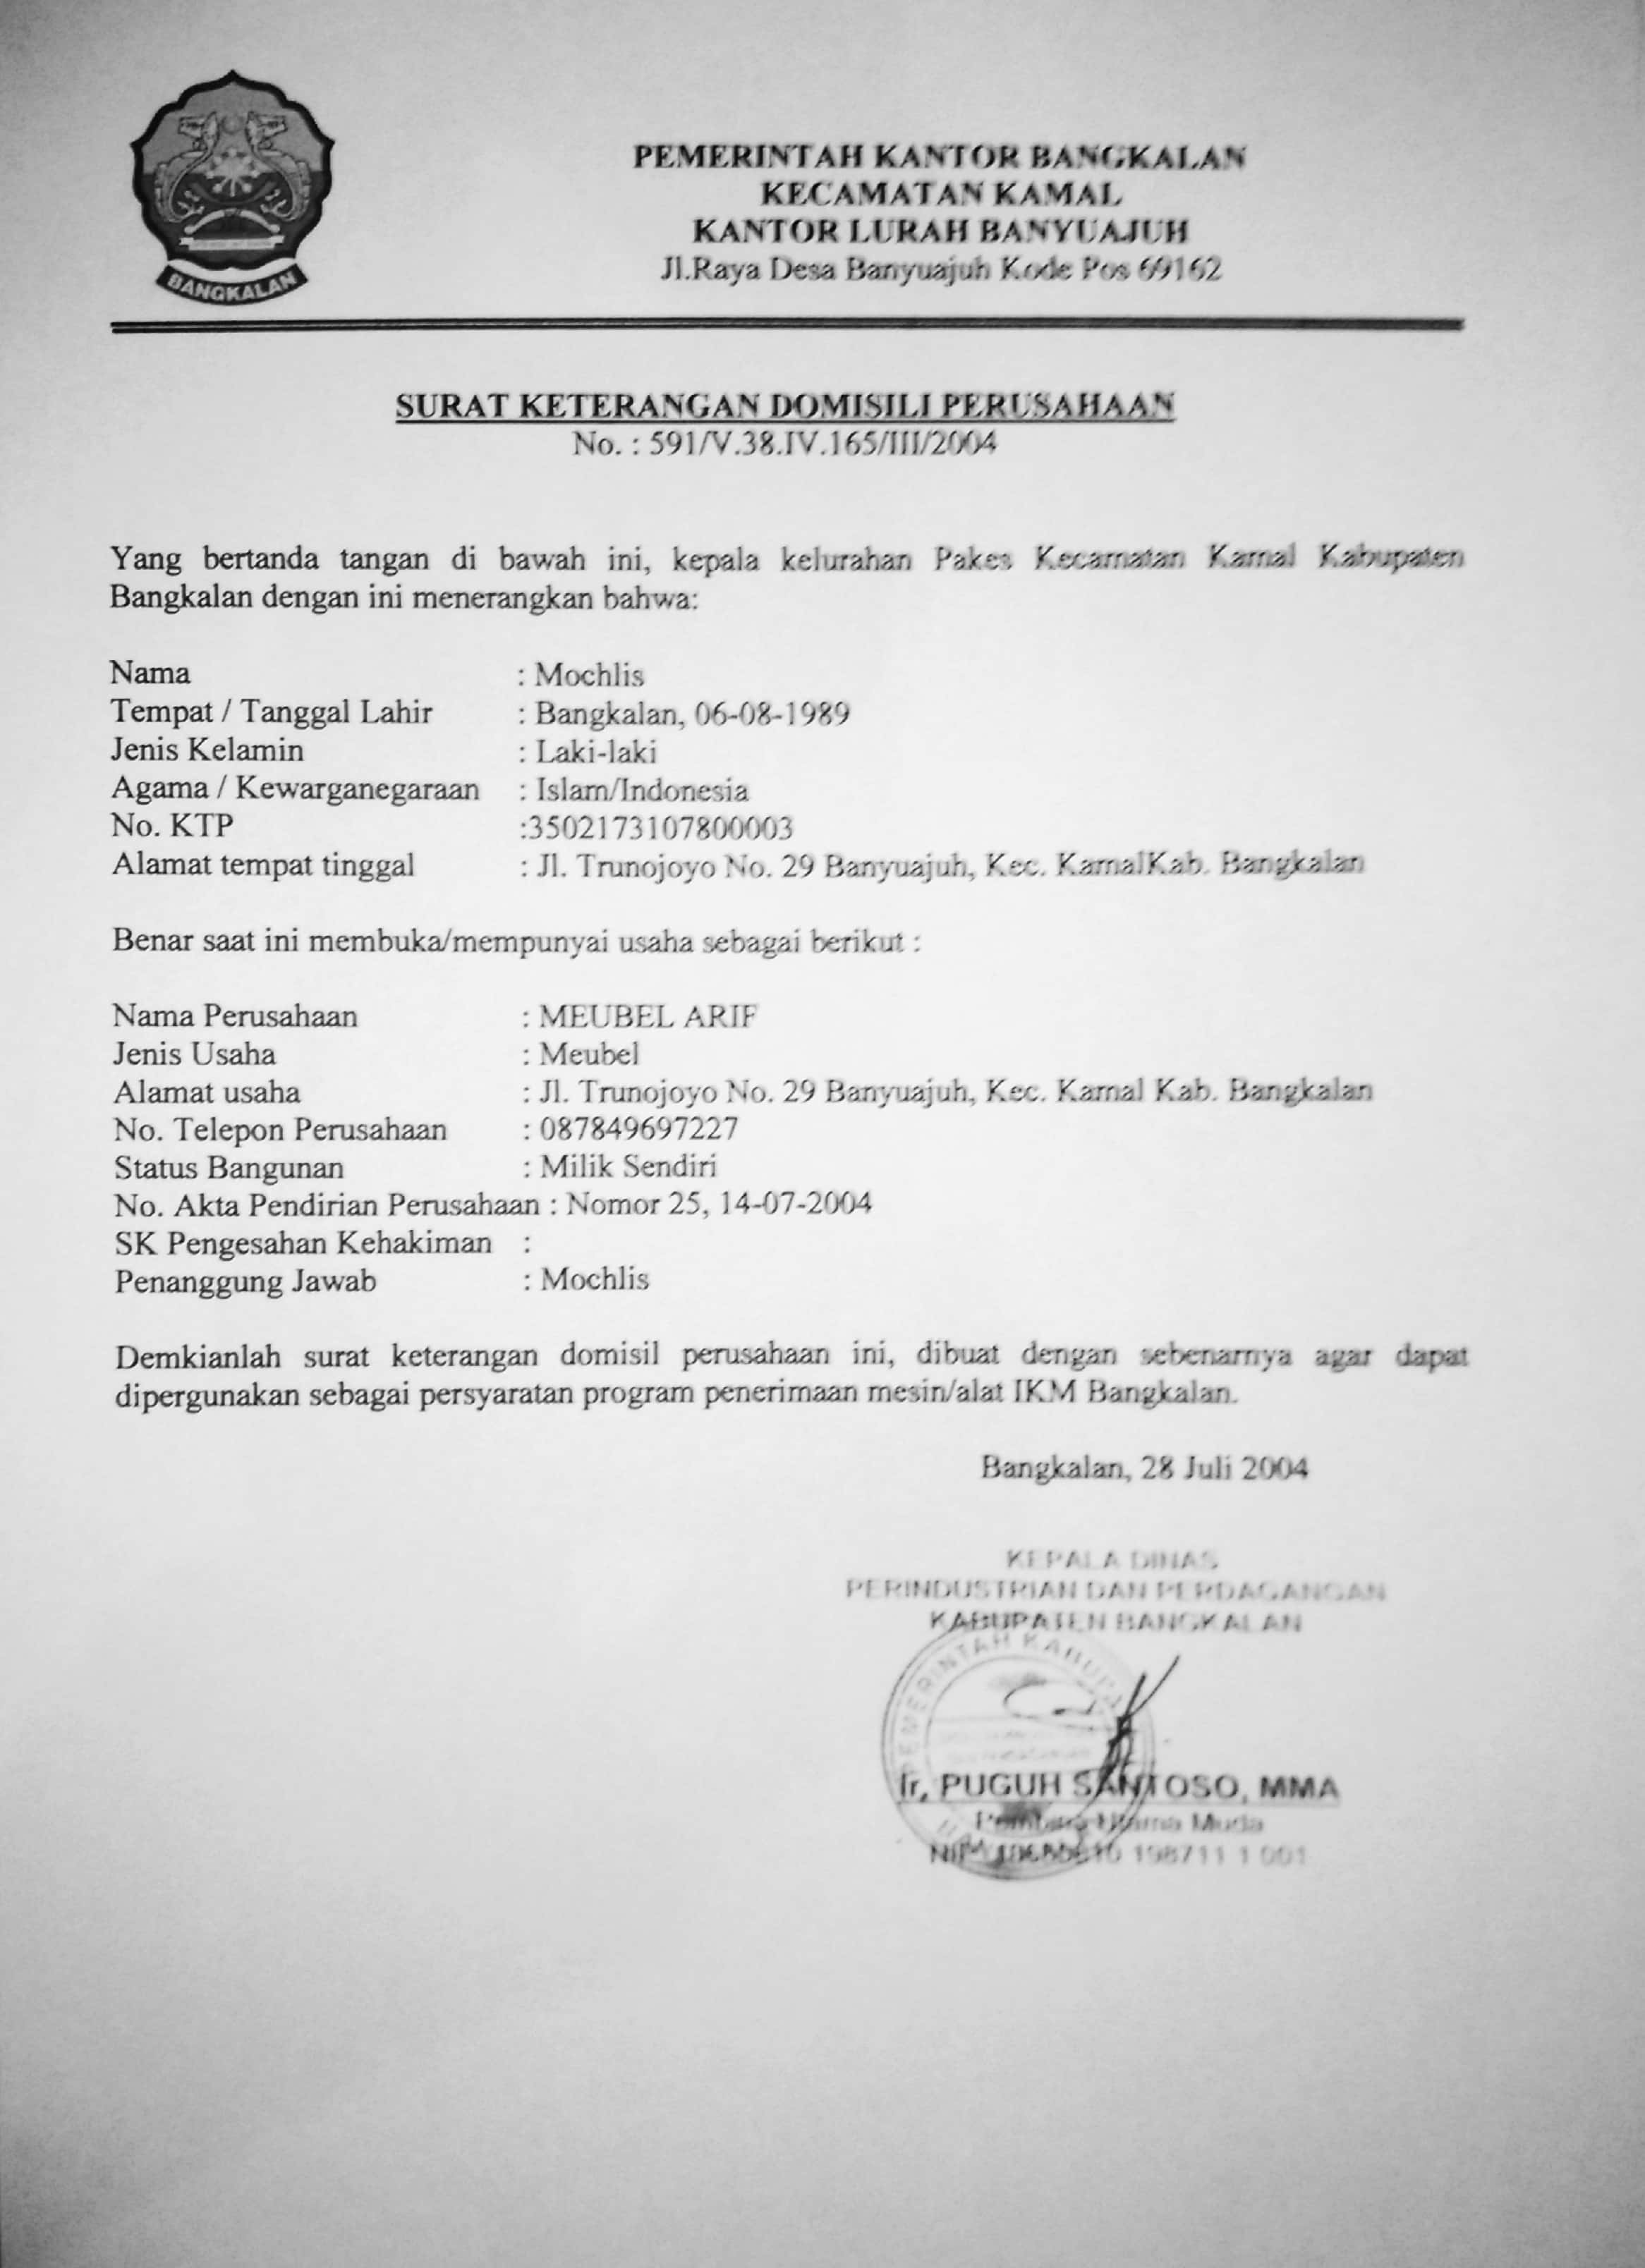 BANGKALAN
PEMERINTAH KANTOR BANGKALAN
KECAMATAN KAMAL
KANTOR LURAH BANYUAJUH
Jl.Raya Desa Banyuajuh Kode Pos 69162
SURAT KETERANGAN DOMISILI PERUSAHAAN
No. : 591/V.38.IV.165/III/2004
Yang bertanda tangan di bawah ini, kepala kelurahan Pakes Kecamatan Kamal Kabupaten
Bangkalan dengan ini menerangkan bahwa:
Nama : Mochlis
Tempat / Tanggal Lahir : Bangkalan, 06-08-1989
Jenis Kelamin : Laki-laki
Agama / Kewarganegaraan : Islam/Indonesia
No. KTP :3502173107800003
Alamat tempat tinggal : Jl. Trunojoyo No. 29 Banyuajuh, Kec. KamalKab. Bangkalan
Benar saat ini membuka/mempunyai usaha sebagai berikut :
Nama Perusahaan : MEUBEL ARIF
Jenis Usaha : Meubel
Alamat usaha : Jl. Trunojoyo No. 29 Banyuajuh, Kec. Kamal Kab. Bangkalan
No. Telepon Perusahaan : 087849697227
Status Bangunan : Milik Sendiri
No. Akta Pendirian Perusahaan : Nomor 25, 14-07-2004
SK Pengesahan Kehakiman :
Penanggung Jawab : Mochlis
Demkianlah surat keterangan domisil perusahaan ini, dibuat dengan sebenarnya agar dapat
dipergunakan sebagai persyaratan program penerimaan mesin/alat IKM Bangkalan.
Bangkalan, 28 Juli 2004
KEPALA DINAS
PERINDUSTRIAN DAN PERDAGANGAN
KABUPATEN BANGKALAN
PEMERINTAH
Ir, PUGUH SANTOSO, MMA
Pembina Utama Muda
NIP 198711 1 001